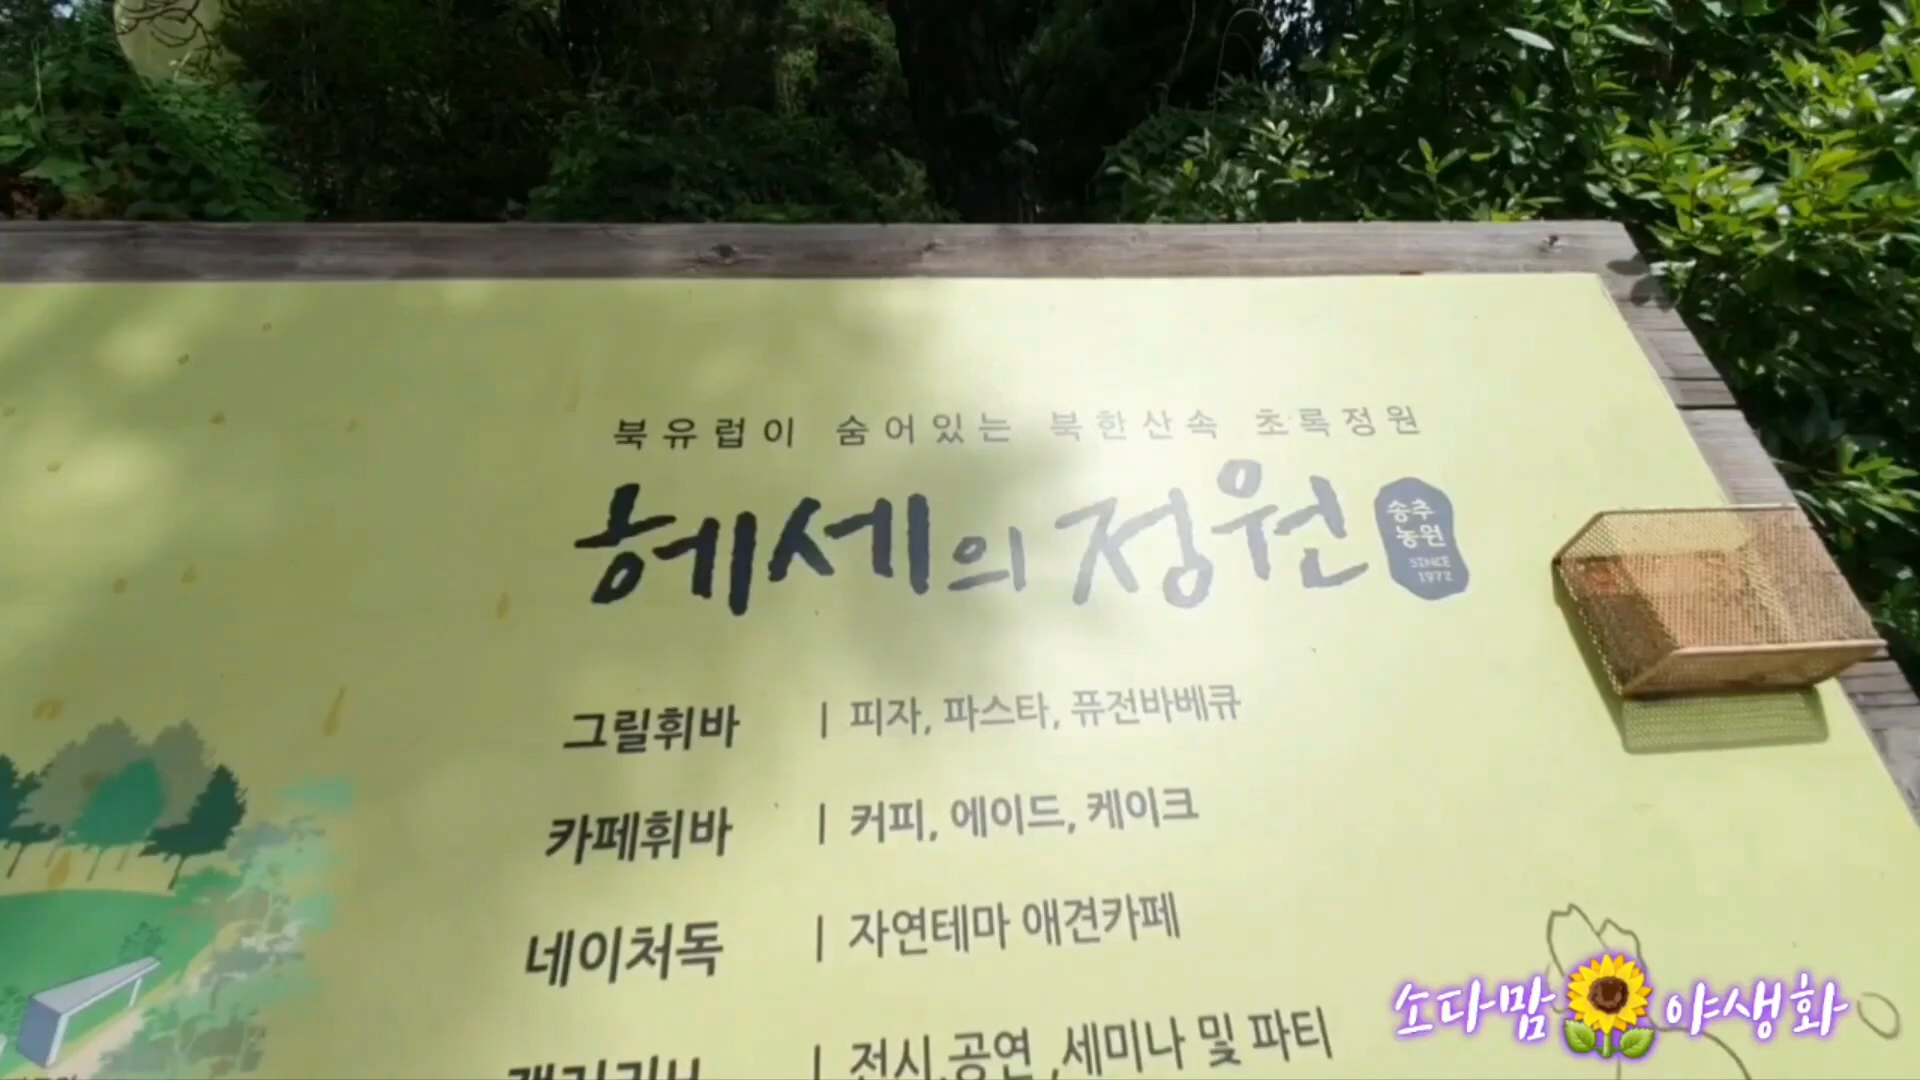 북유럽이 숨어있는 북한산속 초록정원
헤세의 정원
송추
농원
SINCE
1972
그릴휘바 | 피자, 파스타, 퓨전바베큐
카페휘바 | 커피, 에이드, 케이크
네이처독 | 자연테마 애견카페
| 전시,공연 ,세미나 및 파티
소다맘🌻야생화